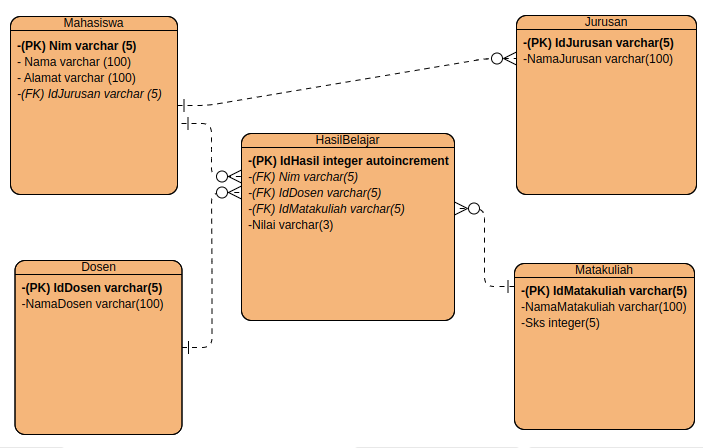 Mahasiswa
-(PK) Nim varchar (5)
- Nama varchar (100)
- Alamat varchar (100)
-(FK) IdJurusan varchar (5)
Jurusan
-(PK) IdJurusan varchar(5)
-NamaJurusan varchar(100)
HasilBelajar
-(PK) IdHasil integer autoincrement
-(FK) Nim varchar(5)
-(FK) IdDosen varchar(5)
-(FK) IdMatakuliah varchar(5)
-Nilai varchar(3)
Dosen
-(PK) IdDosen varchar(5)
-NamaDosen varchar(100)
Matakuliah
-(PK) IdMatakuliah varchar(5)
-NamaMatakuliah varchar(100)
-Sks integer(5)